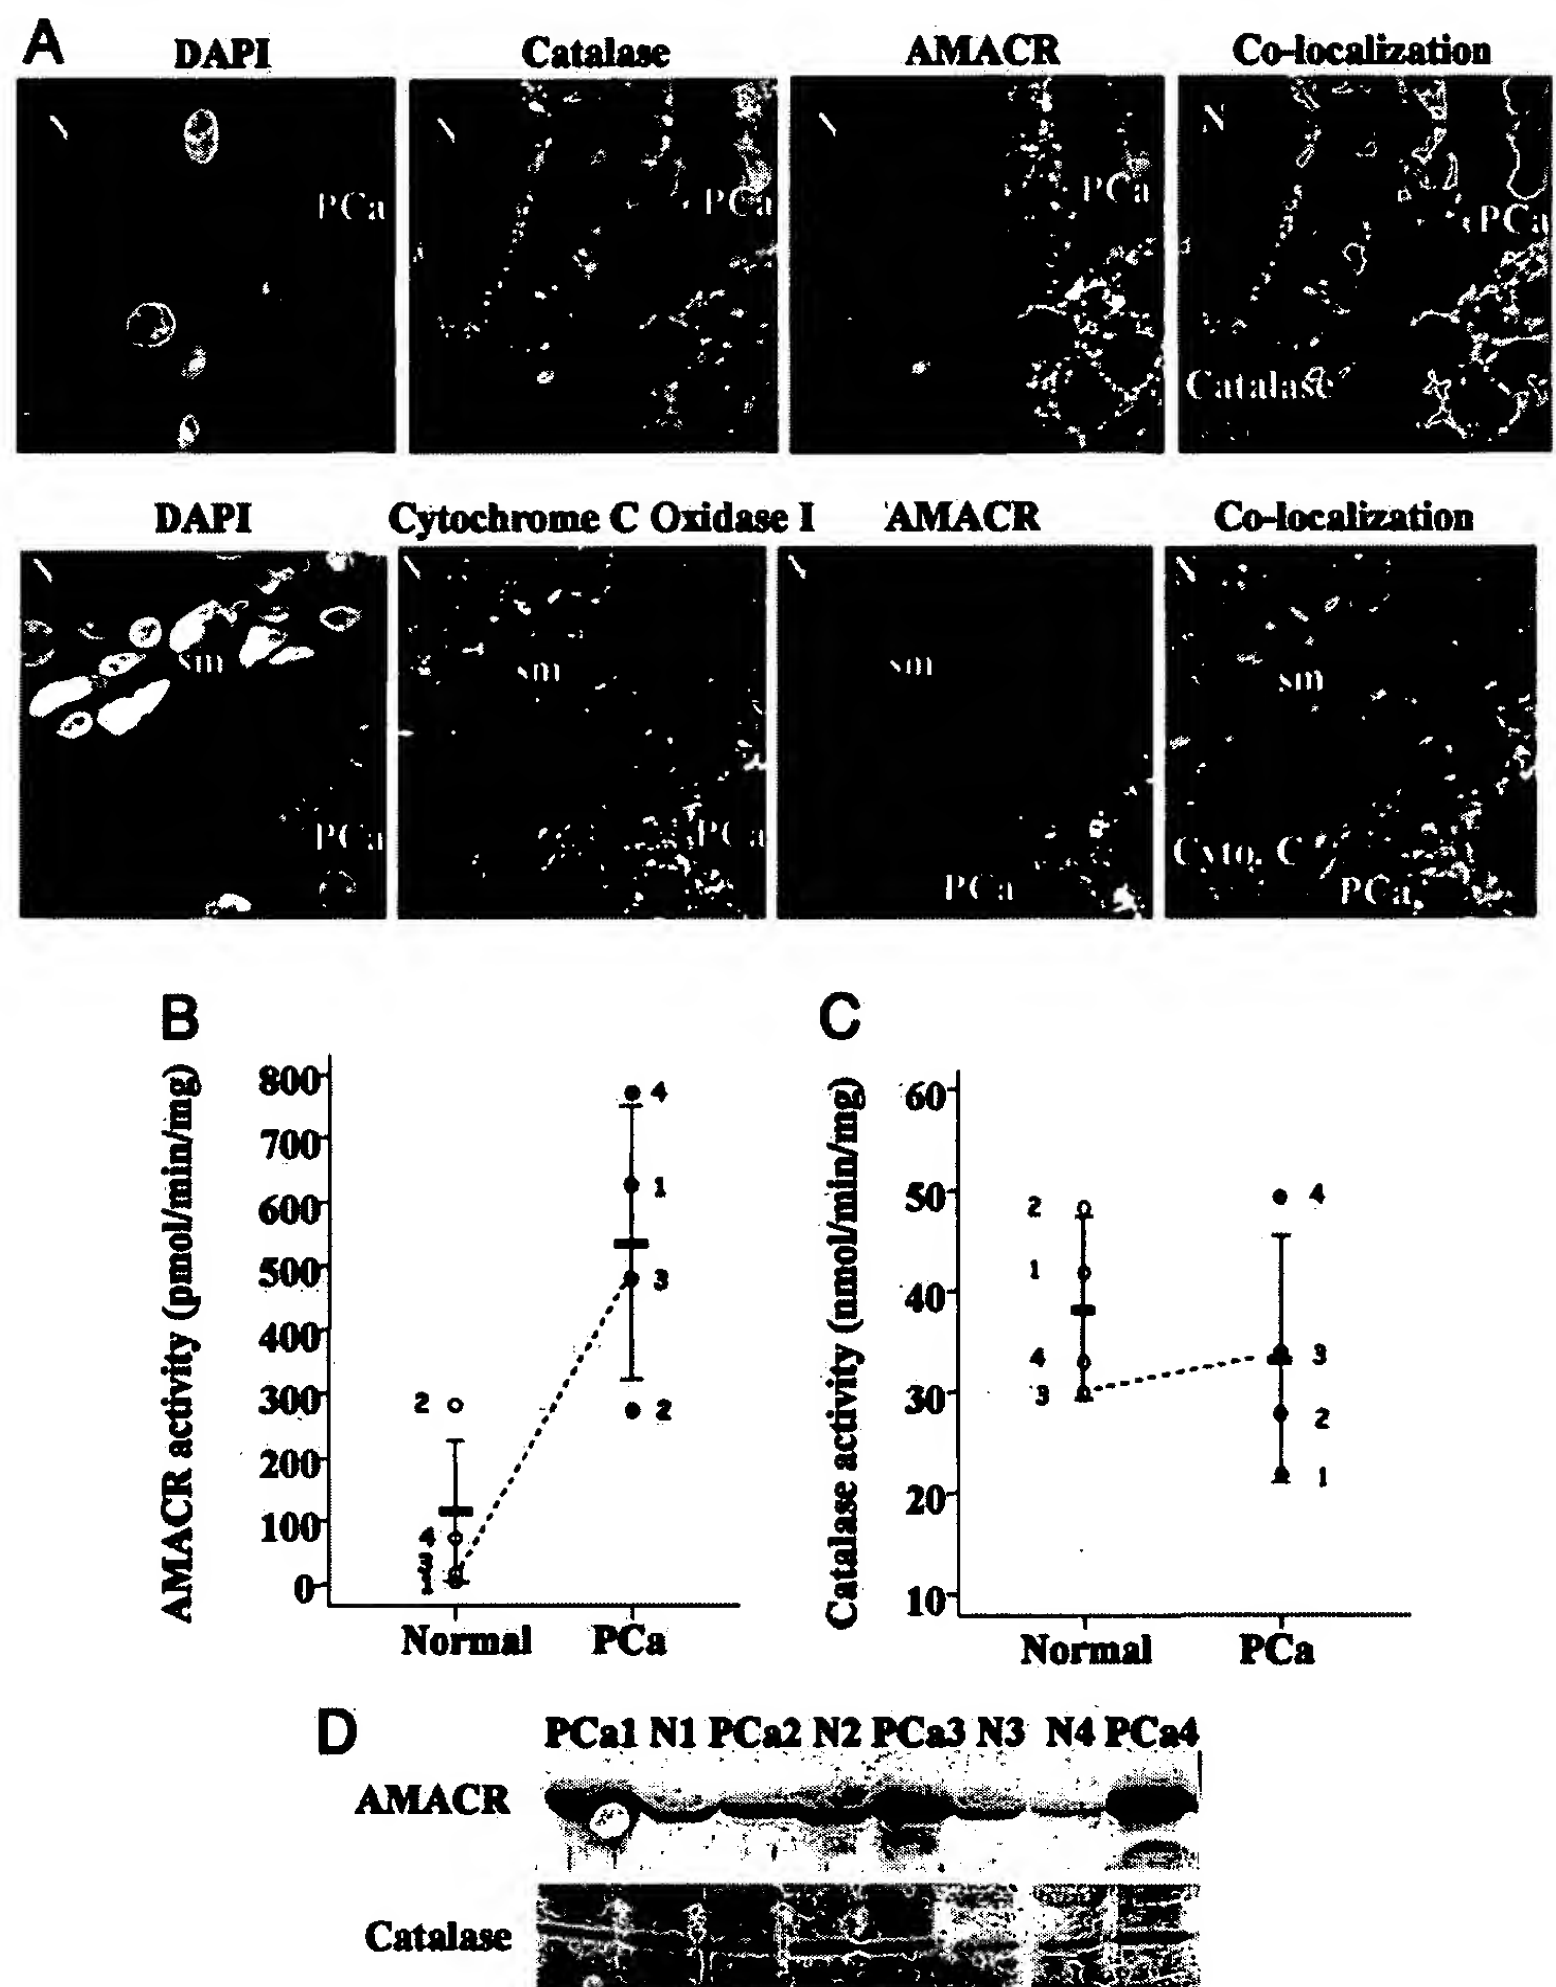 A
DAPI Catalase AMACR Co-localization
N
PCa PCa PCa PCa
Catalase
DAPI Cytochrome C Oxidase I AMACR Co-localization
sm sm sm sm
PCa PCa PCa PCa
Cyto. C
B
AMACR activity (pmol/min/mg)
800
700
600
500
400
300
200
100
0
4
1
3
2
2
4
Normal PCa
C
Catalase activity (nmol/min/mg)
60
50
40
30
20
10
2
1
4
3
4
3
2
1
Normal PCa
D
PCa1 N1 PCa2 N2 PCa3 N3 N4 PCa4
AMACR
Catalase